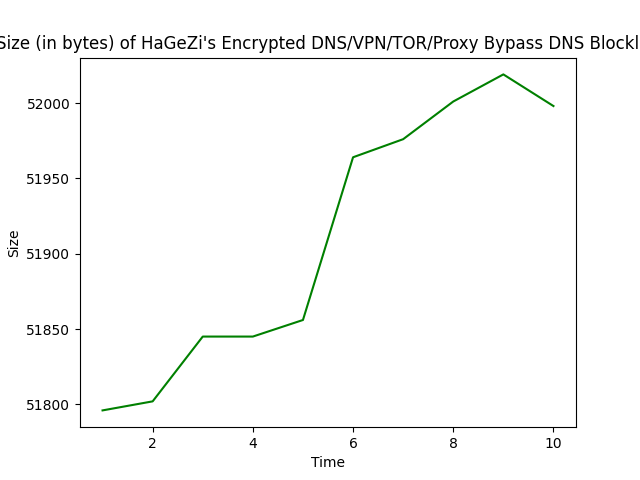 Size (in bytes) of HaGeZi's Encrypted DNS/VPN/TOR/Proxy Bypass DNS Blockl
52000
51950
51900
51850
51800
Size
2 4 6 8 10
Time